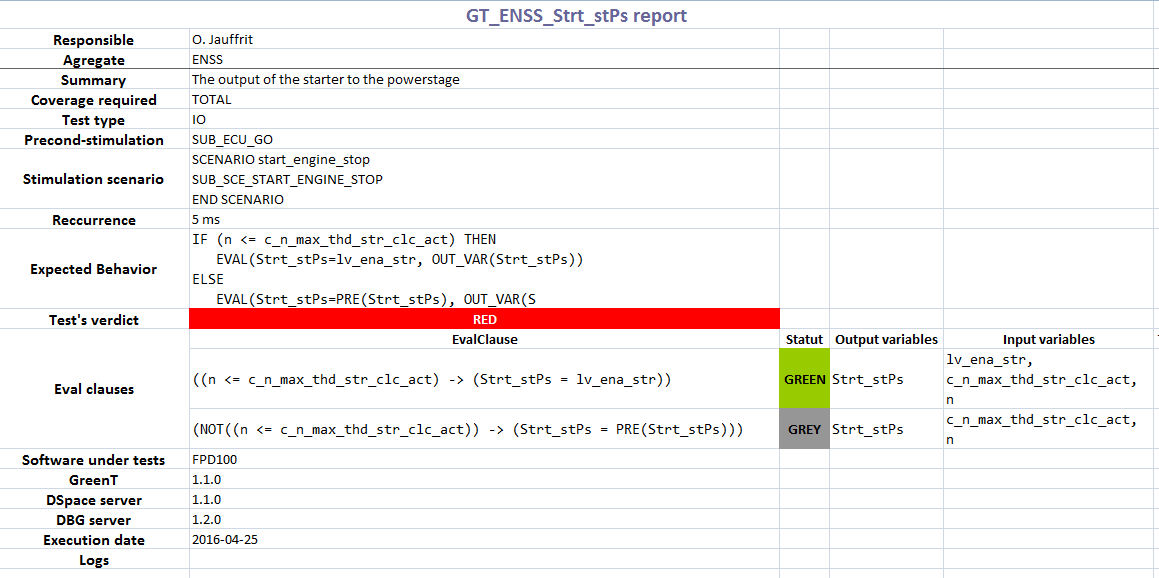 GT_ENSS_Strt_stPs report
Responsible O. Jauffrit
Agregate ENSS
Summary The output of the starter to the powerstage
Coverage required TOTAL
Test type IO
Precond-stimulation SUB_ECU_GO
Stimulation scenario
SCENARIO start_engine_stop
SUB_SCE_START_ENGINE_STOP
END SCENARIO
Reccurrence 5 ms
Expected Behavior
IF (n <= c_n_max_thd_str_clc_act) THEN
EVAL(Strt_stPs=lv_ena_str, OUT_VAR(Strt_stPs))
ELSE
EVAL(Strt_stPs=PRE(Strt_stPs), OUT_VAR(S
Test's verdict RED
Eval clauses
EvalClause Statut Output variables Input variables
((n <= c_n_max_thd_str_clc_act) -> (Strt_stPs = lv_ena_str)) GREEN Strt_stPs
lv_ena_str,
c_n_max_thd_str_clc_act,
n
(NOT((n <= c_n_max_thd_str_clc_act)) -> (Strt_stPs = PRE(Strt_stPs))) GREY Strt_stPs
c_n_max_thd_str_clc_act,
n
Software under tests FPD100
GreenT 1.1.0
DSpace server 1.1.0
DBG server 1.2.0
Execution date 2016-04-25
Logs